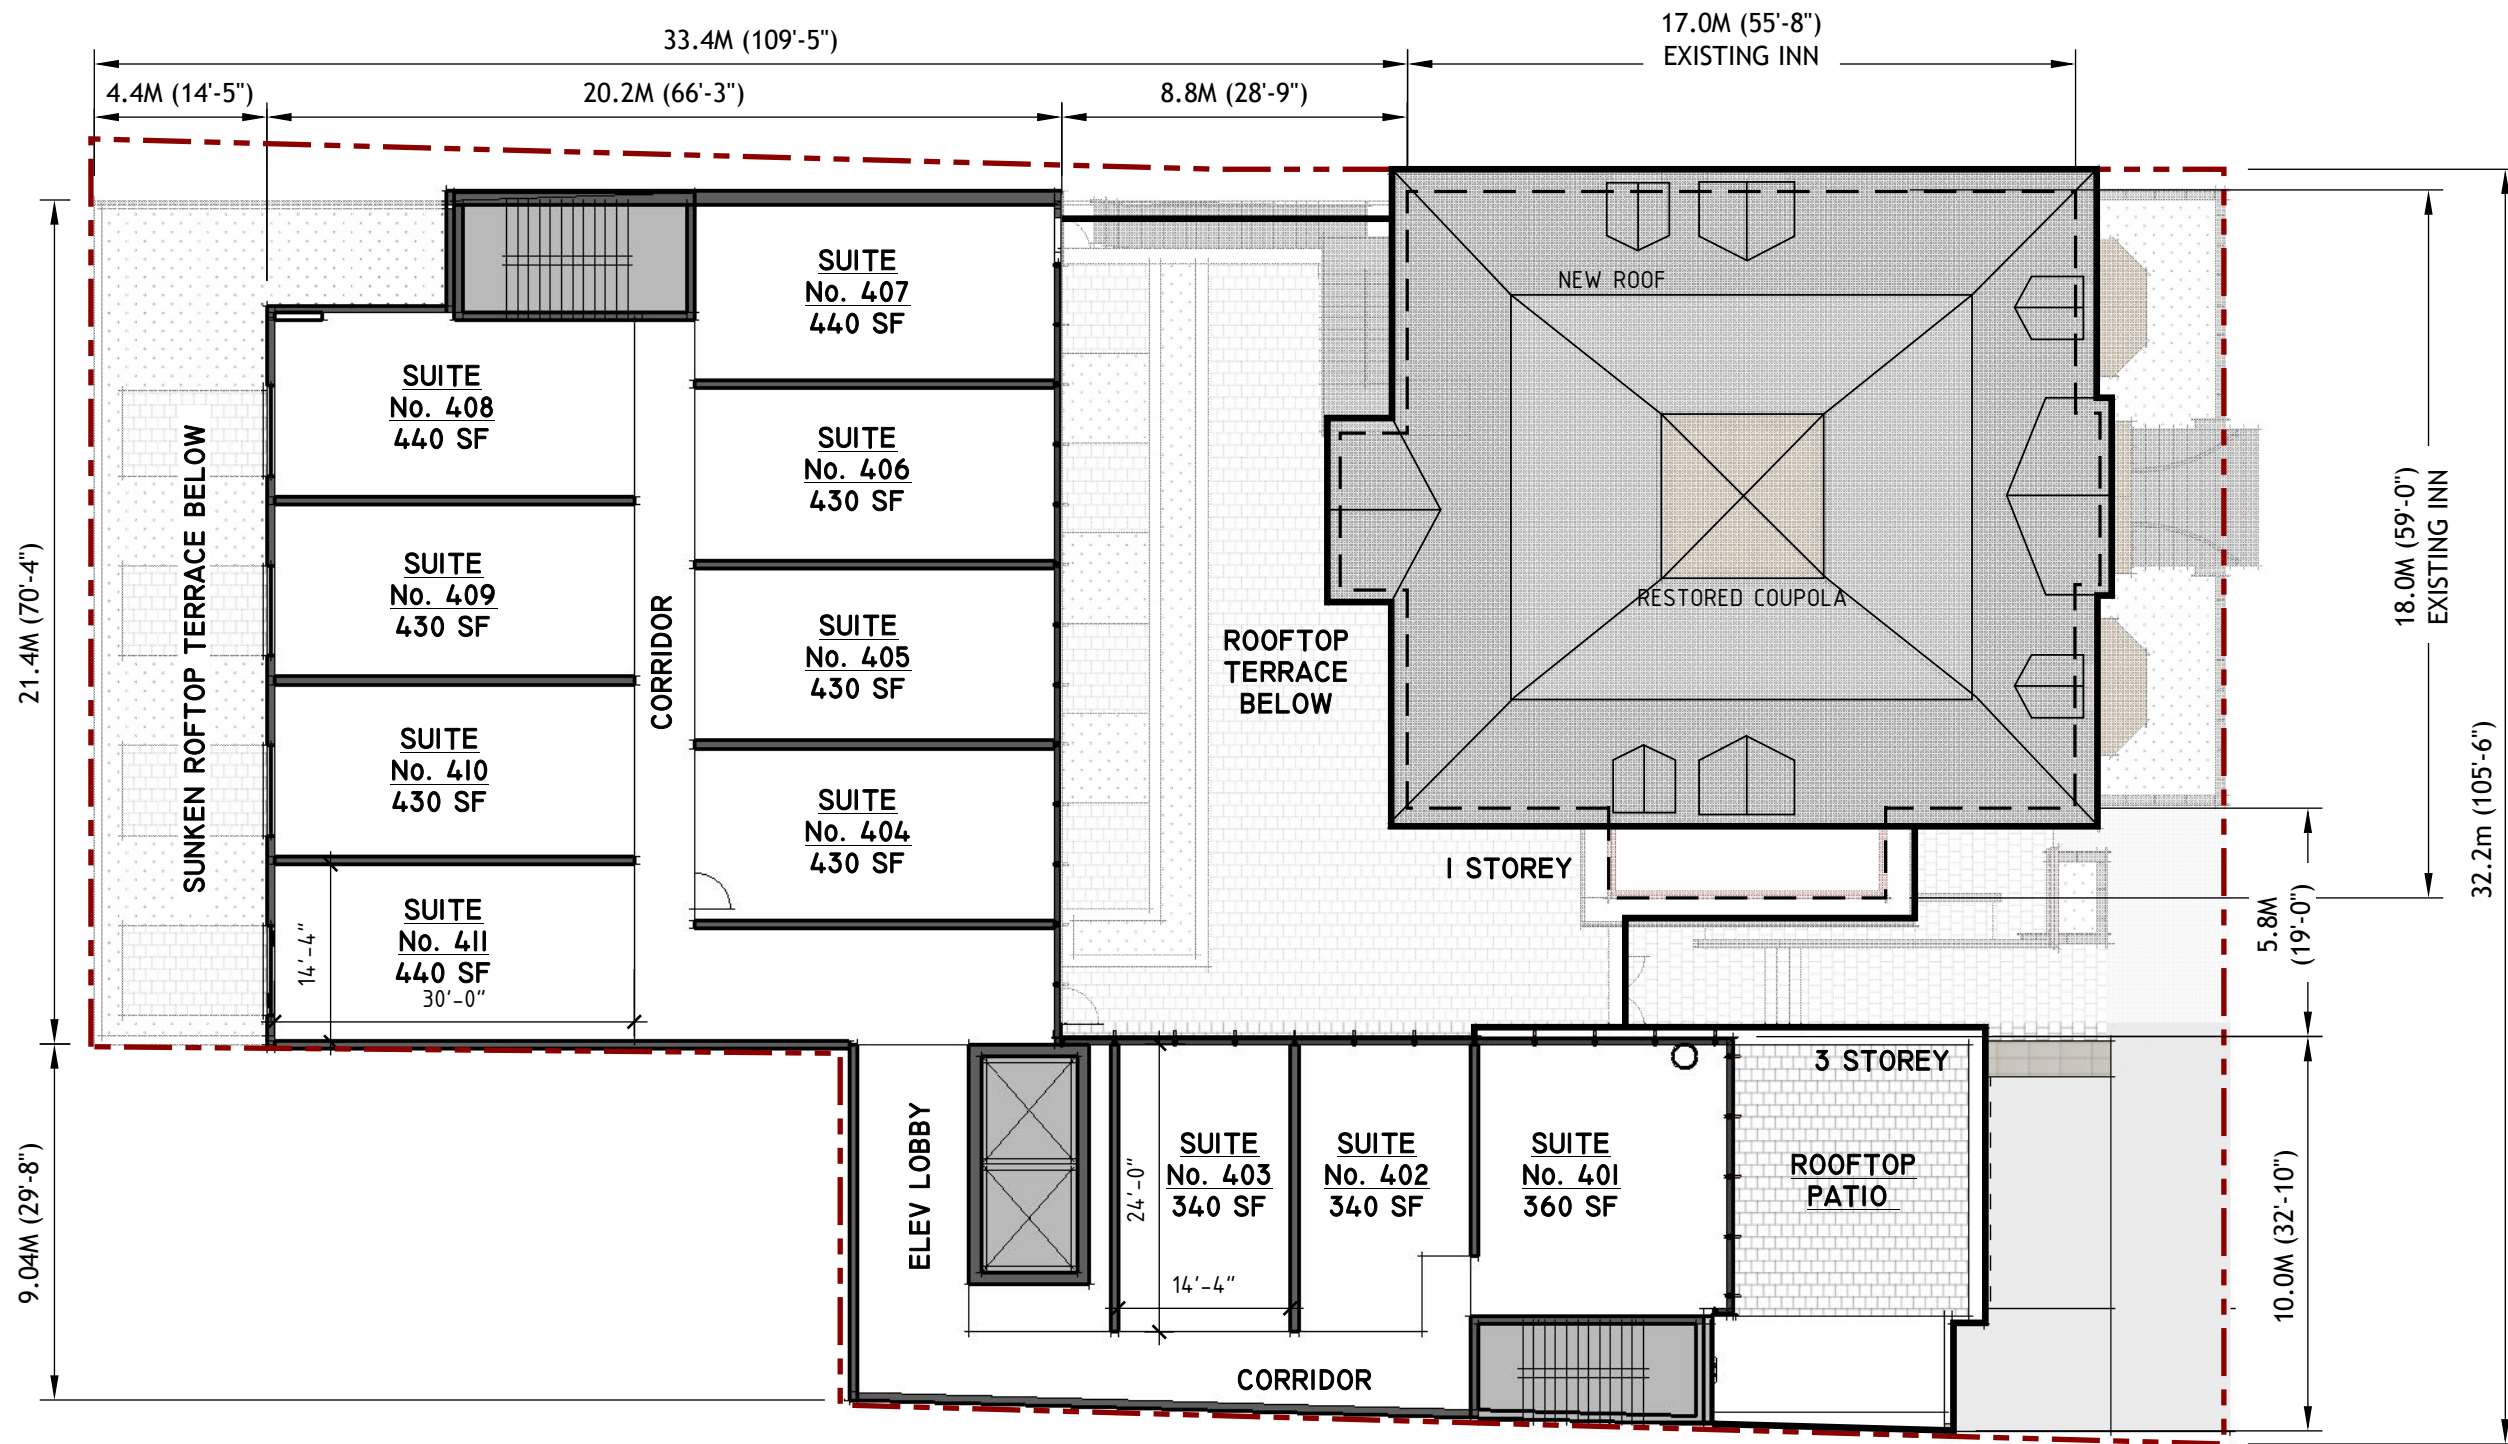 17.0M (55'-8")
EXISTING INN
33.4M (109'-5")
4.4M (14'-5")
20.2M (66'-3")
8.8M (28'-9")
SUITE
No. 407
440 SF
NEW ROOF
SUITE
No. 408
440 SF
SUITE
No. 406
430 SF
SUNKEN ROFTOP TERRACE BELOW
18.0M (59'-0")
EXISTING INN
21.4M (70'-4")
SUITE
No. 409
430 SF
CORRIDOR
SUITE
No. 405
430 SF
RESTORED COUPOLA
ROOFTOP
TERRACE
BELOW
SUITE
No. 410
430 SF
SUITE
No. 404
430 SF
32.2m (105'-6")
1 STOREY
5.8M
(19'-0")
SUITE
No. 411
440 SF
14'-4"
30'-0"
3 STOREY
9.04M (29'-8")
ELEV LOBBY
24'-0"
SUITE
No. 403
340 SF
SUITE
No. 402
340 SF
SUITE
No. 401
360 SF
ROOFTOP
PATIO
10.0M (32'-10")
14'-4"
CORRIDOR